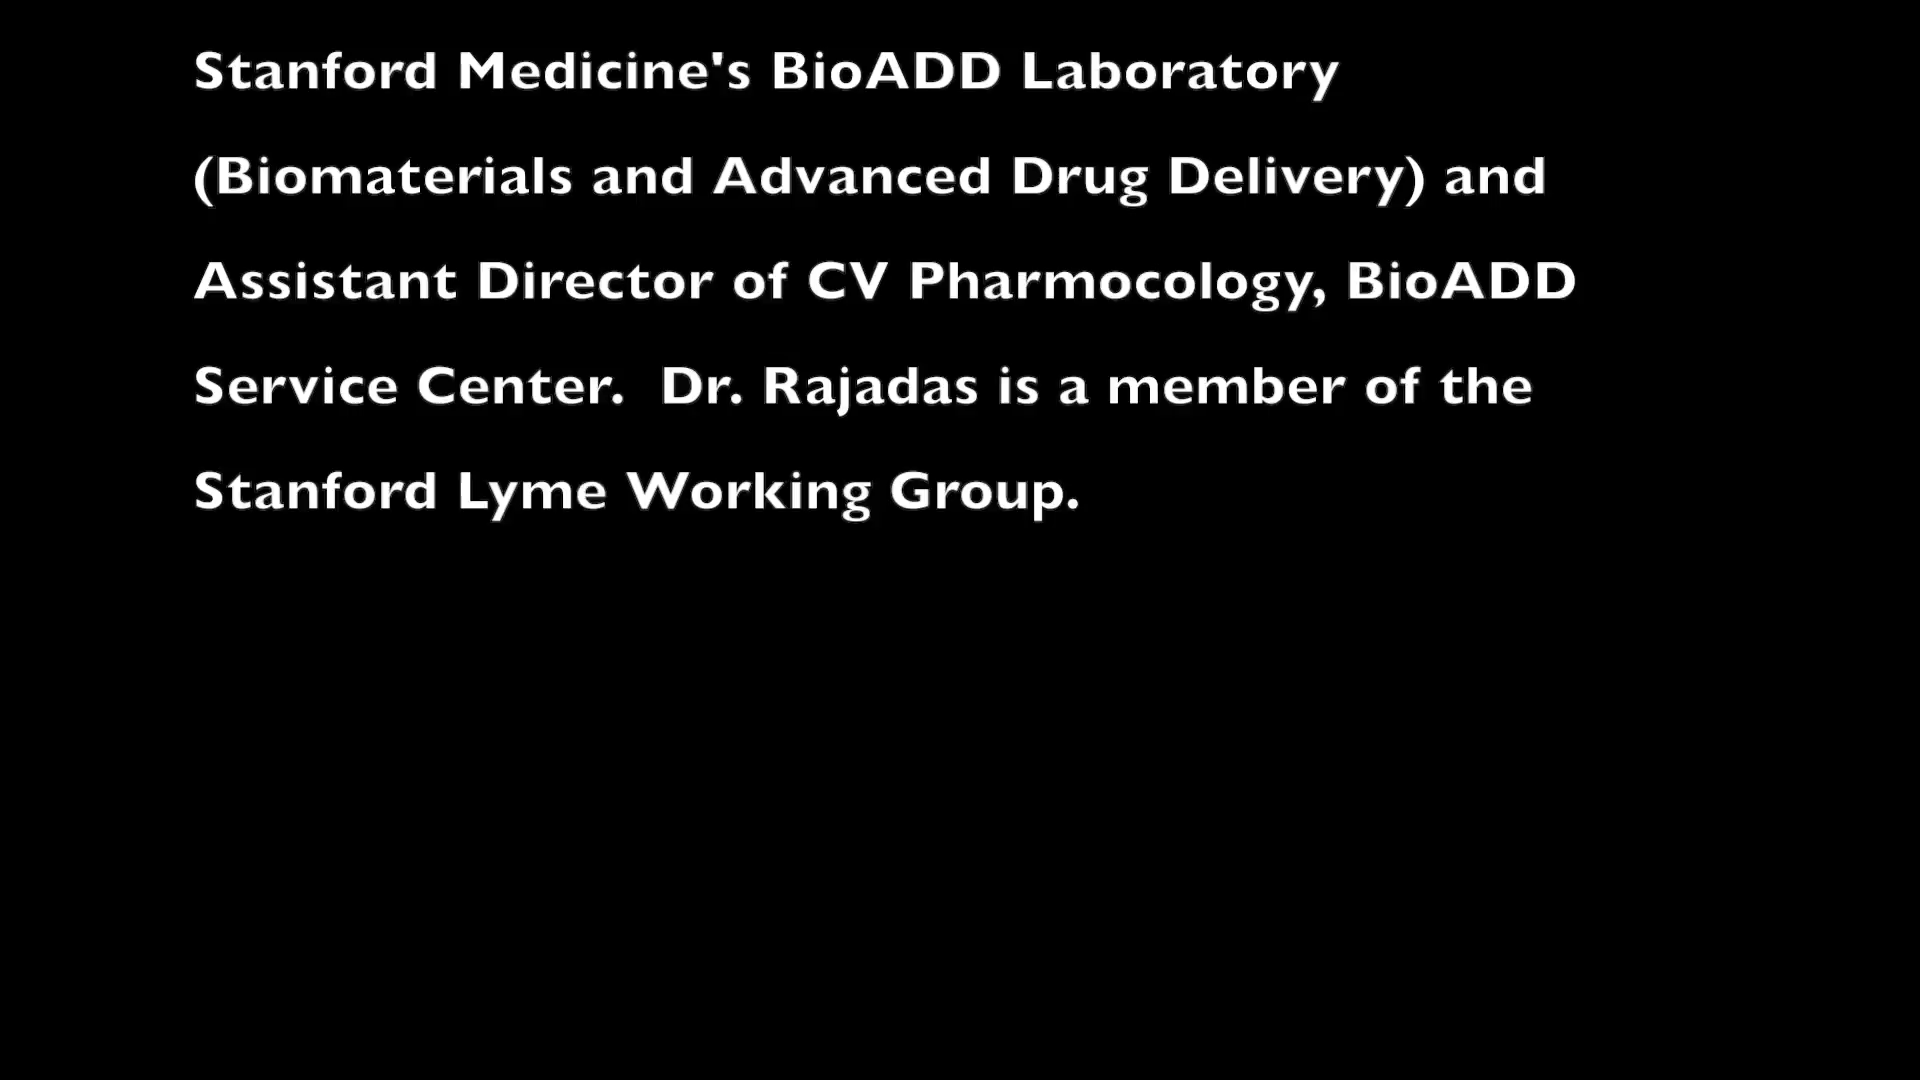 Stanford Medicine's BioADD Laboratory
(Biomaterials and Advanced Drug Delivery) and
Assistant Director of CV Pharmocology, BioADD
Service Center.  Dr. Rajadas is a member of the
Stanford Lyme Working Group.